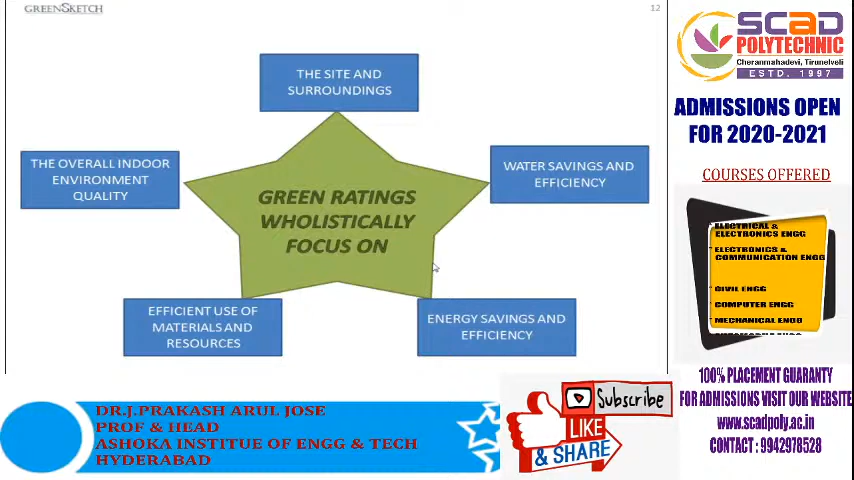 GREENSKETCH
12
THE SITE AND
SURROUNDINGS
THE OVERALL INDOOR
ENVIRONMENT
QUALITY
WATER SAVINGS AND
EFFICIENCY
GREEN RATINGS
WHOLISTICALLY
FOCUS ON
EFFICIENT USE OF
MATERIALS AND
RESOURCES
ENERGY SAVINGS AND
EFFICIENCY
SCAD
POLYTECHNIC
Cheranmahadevi, Tirunelveli
ESTD. 1997
ADMISSIONS OPEN
FOR 2020-2021
COURSES OFFERED
ELECTRICAL &
ELECTRONICS ENGG
ELECTRONICS &
COMMUNICATION ENGG
CIVIL ENGG
COMPUTER ENGG
MECHANICAL ENGG
100% PLACEMENT GUARANTY
FOR ADMISSIONS VISIT OUR WEBSITE
www.scadpoly.ac.in
CONTACT : 9942978528
DR.J.PRAKASH ARUL JOSE
PROF & HEAD
ASHOKA INSTITUE OF ENGG & TECH
HYDERABAD
Subscribe
LIKE
& SHARE